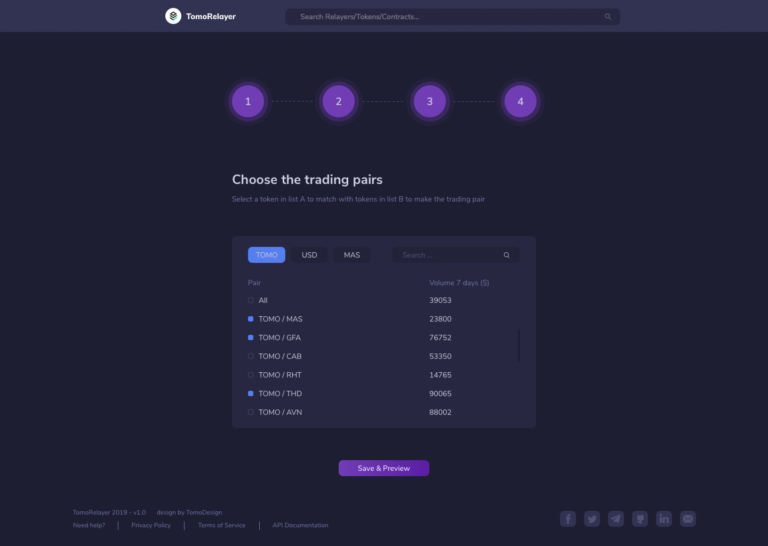 TomoRelayer
Search Relayers/Tokens/Contracts...
1 2 3 4
Choose the trading pairs
Select a token in list A to match with tokens in list B to make the trading pair
TOMO USD MAS Search ...
Pair Volume 7 days ($)
All 39053
TOMO / MAS 23800
TOMO / GFA 76752
TOMO / CAB 53350
TOMO / RHT 14765
TOMO / THD 90065
TOMO / AVN 88002
Save & Preview
TomoRelayer 2019 - v1.0 design by TomoDesign
Need help? | Privacy Policy | Terms of Service | API Documentation